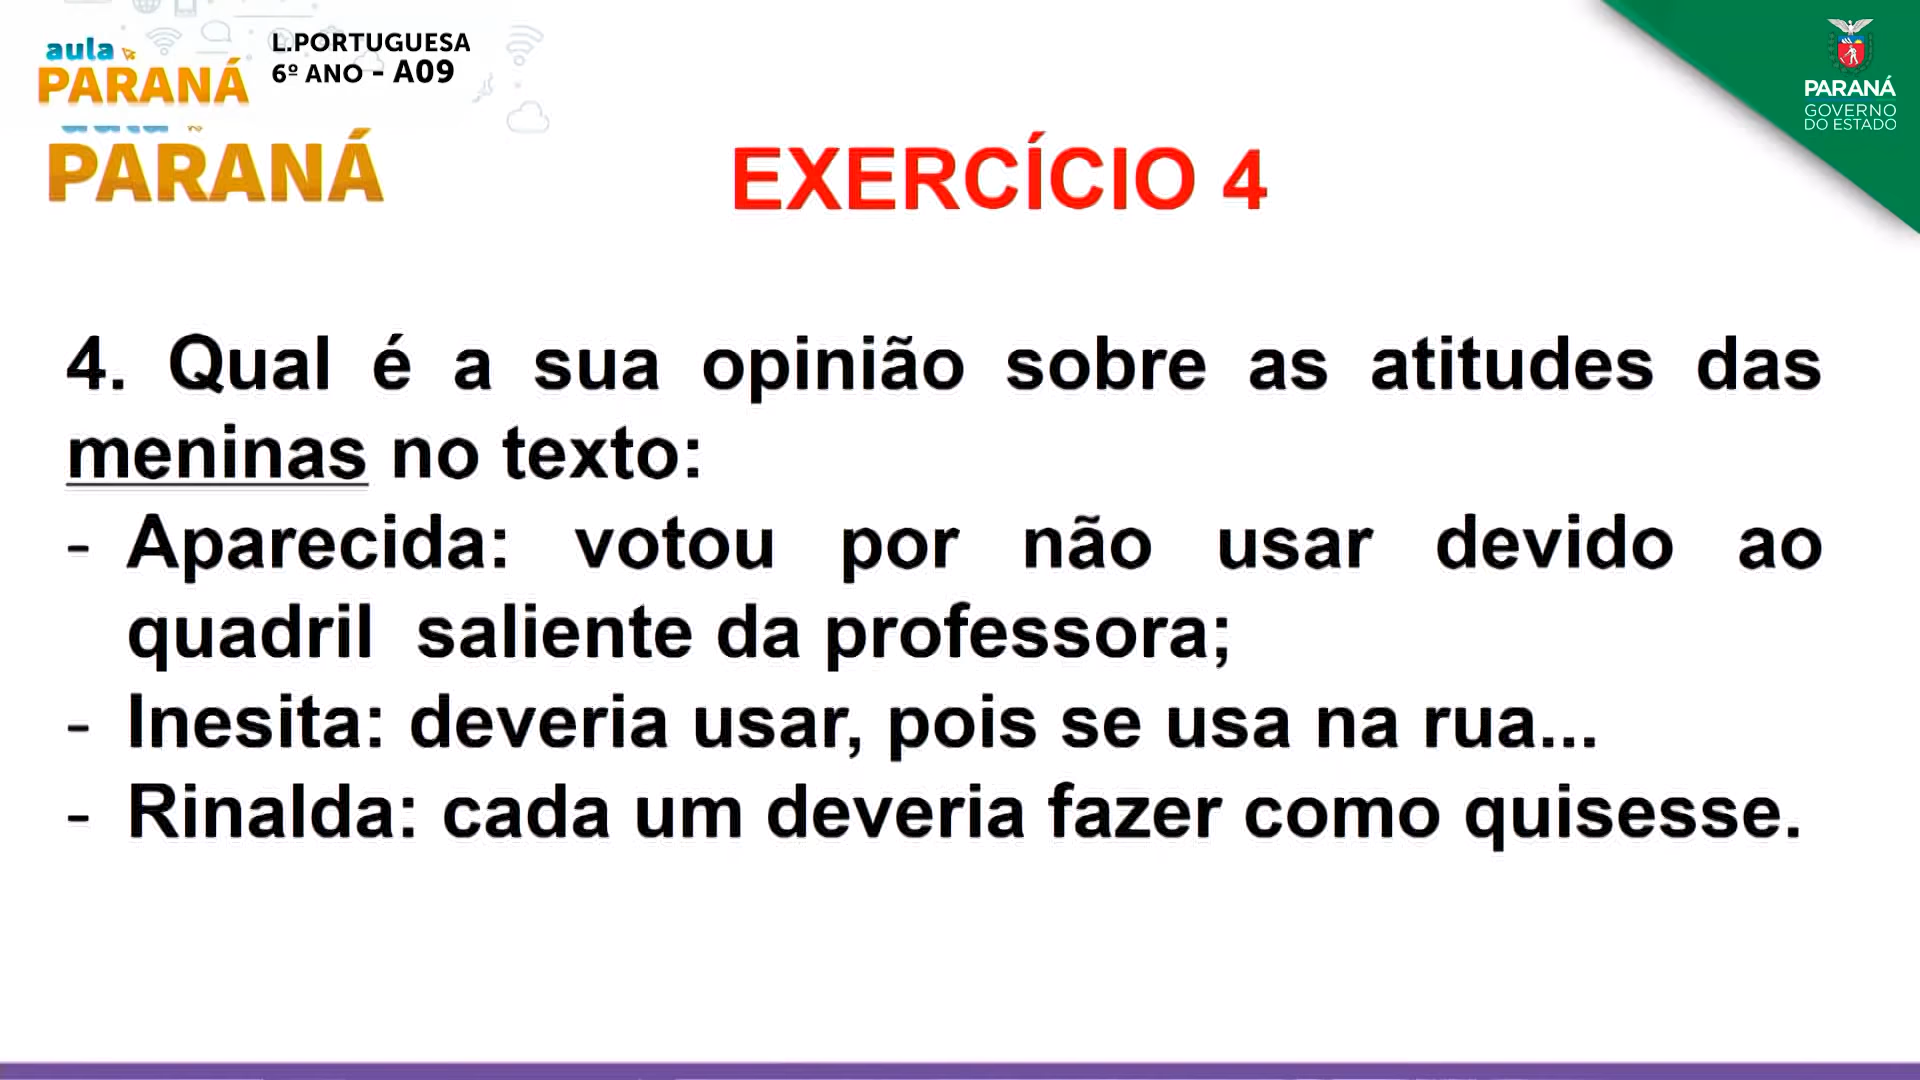 aula
PARANÁ
L.PORTUGUESA
6º ANO - A09
PARANÁ
GOVERNO
DO ESTADO
PARANÁ
EXERCÍCIO 4
4. Qual é a sua opinião sobre as atitudes das
meninas no texto:
- Aparecida: votou por não usar devido ao
quadril saliente da professora;
- Inesita: deveria usar, pois se usa na rua...
- Rinalda: cada um deveria fazer como quisesse.